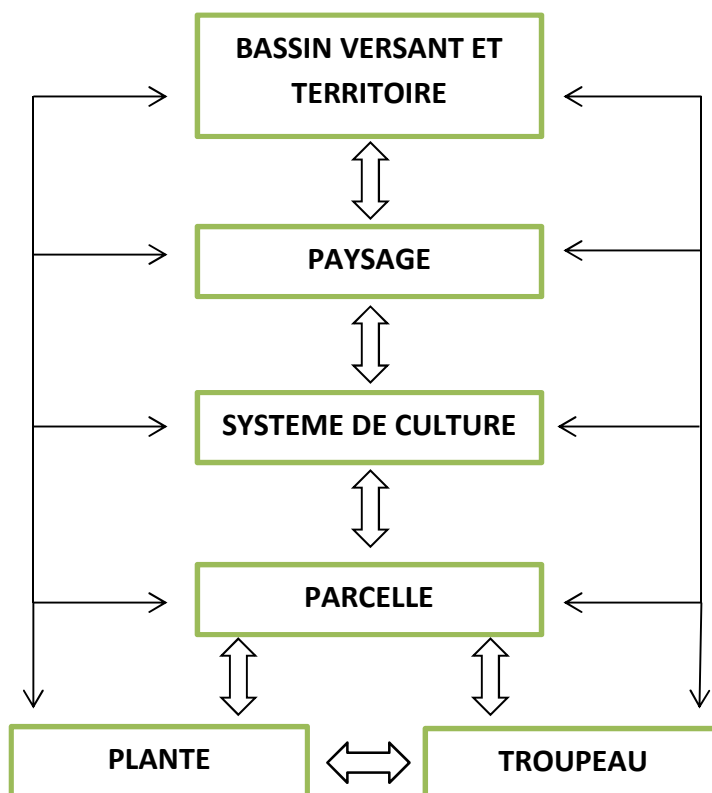 BASSIN VERSANT ET
TERRITOIRE
PAYSAGE
SYSTEME DE CULTURE
PARCELLE
PLANTE
TROUPEAU